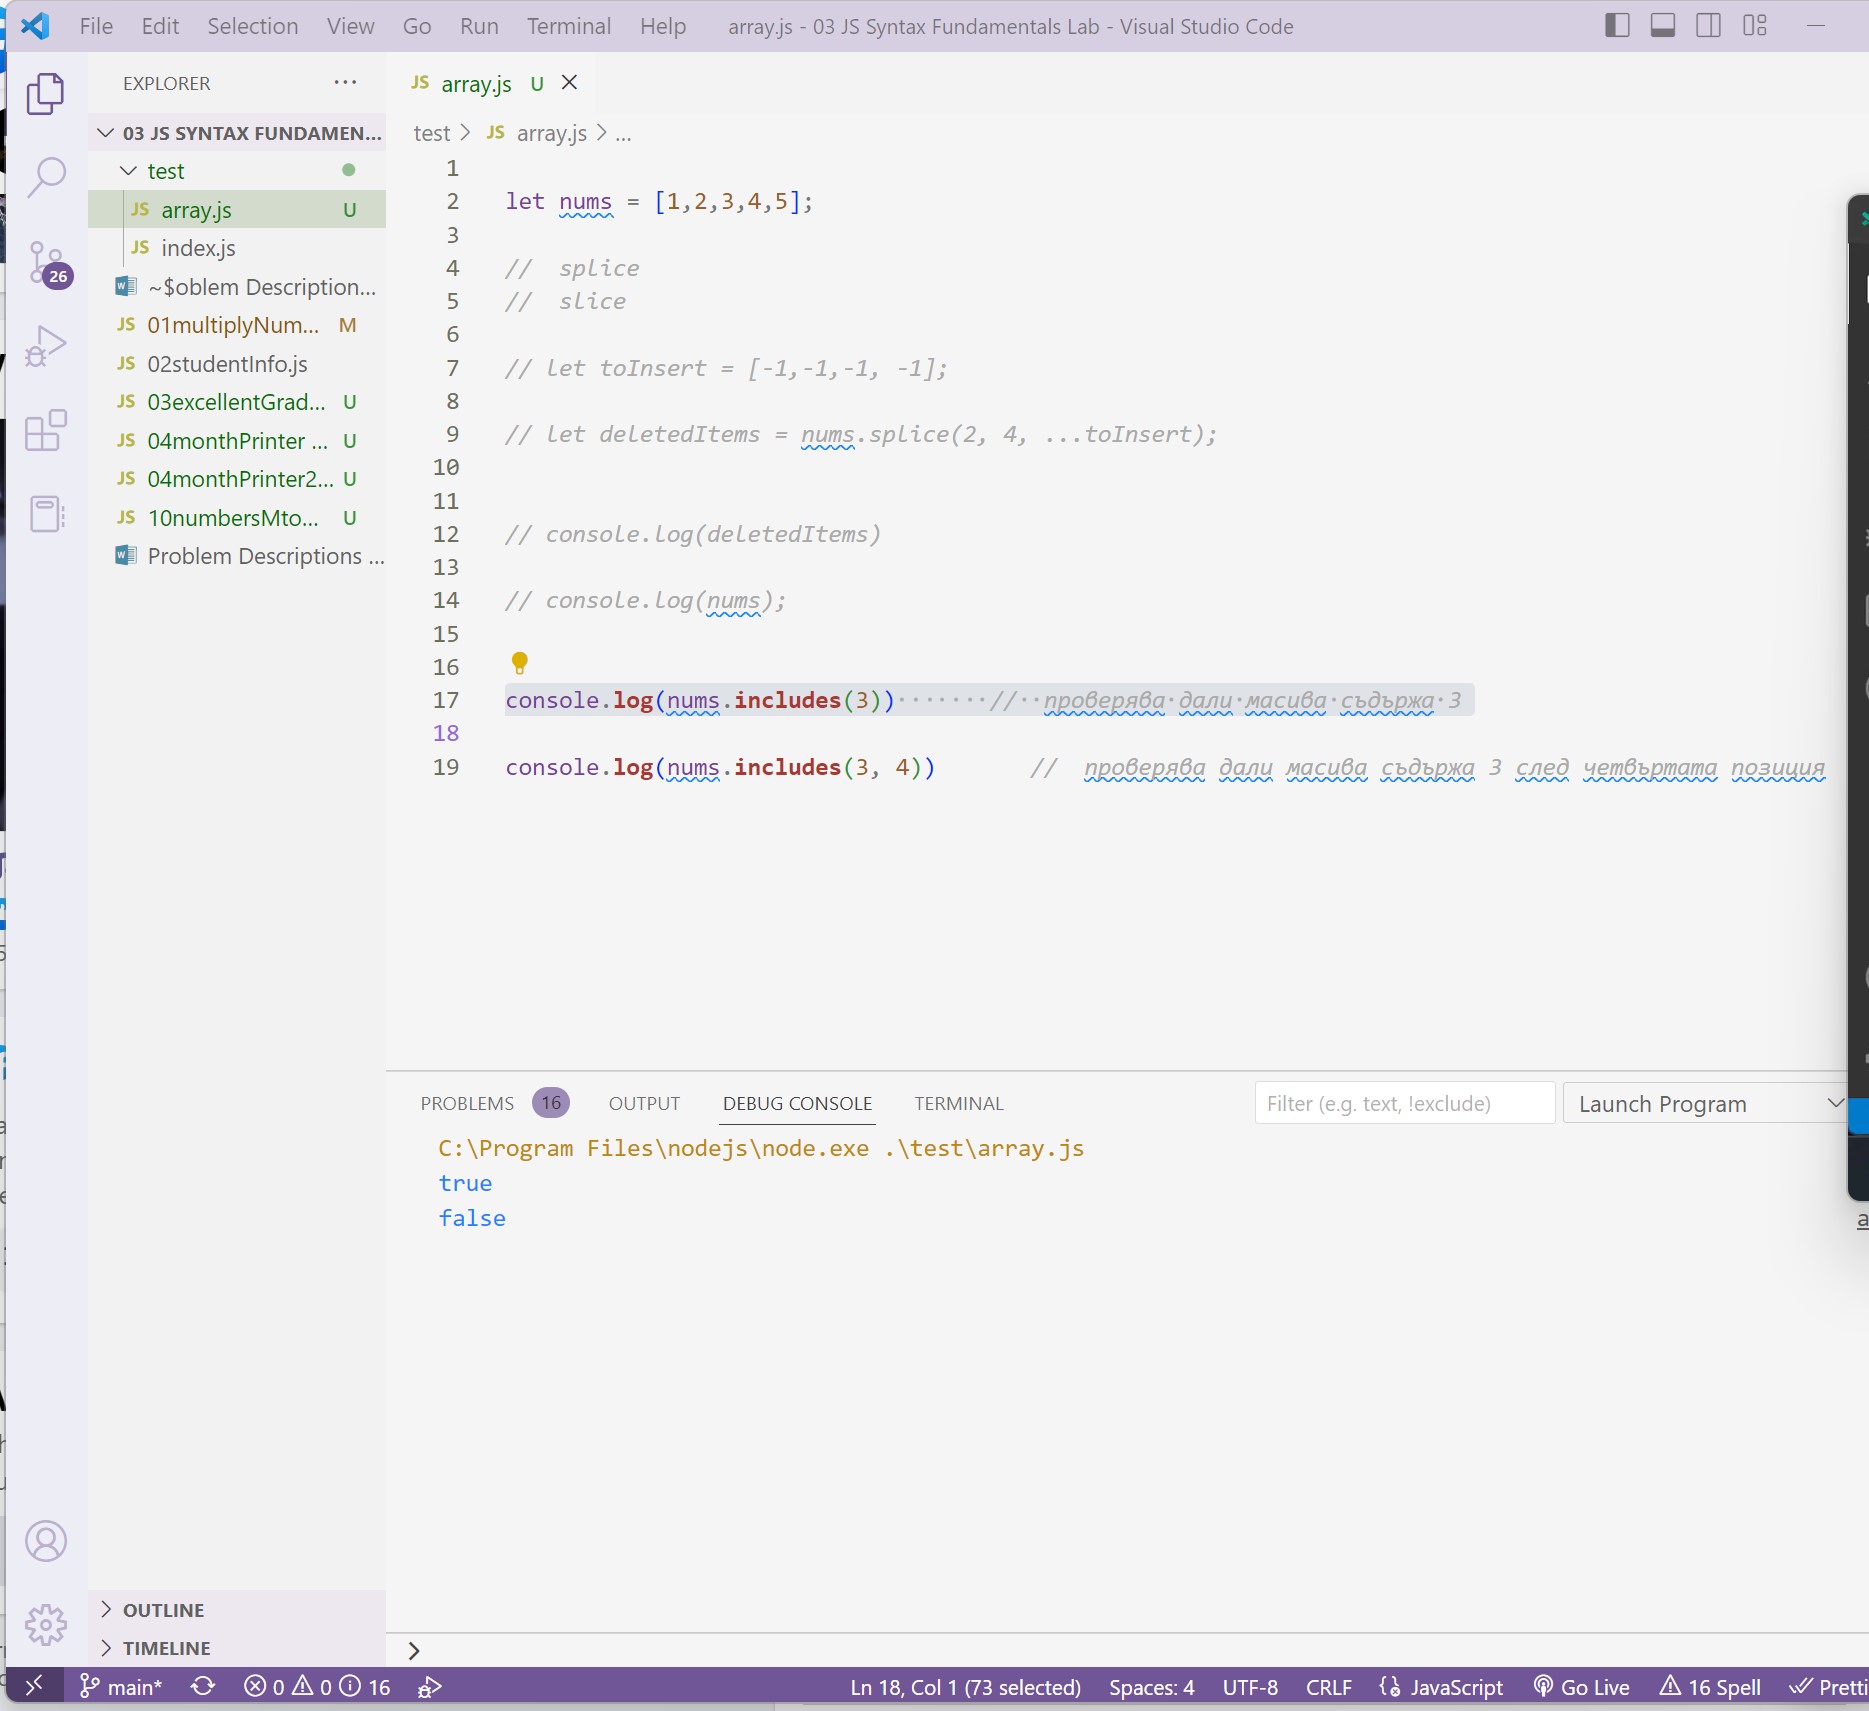 File Edit Selection View Go Run Terminal Help array.js - 03 JS Syntax Fundamentals Lab - Visual Studio Code
EXPLORER ...
JS array.js U
03 JS SYNTAX FUNDAMEN...
test > JS array.js > ...
test
JS array.js U
JS index.js
~$oblem Description...
JS 01multiplyNum... M
JS 02studentInfo.js
JS 03excellentGrad... U
JS 04monthPrinter ... U
JS 04monthPrinter2... U
JS 10numbersMto... U
Problem Descriptions ...
26
1
2 let nums = [1,2,3,4,5];
3
4 //  splice
5 //  slice
6
7 // let toInsert = [-1,-1,-1, -1];
8
9 // let deletedItems = nums.splice(2, 4, ...toInsert);
10
11
12 // console.log(deletedItems)
13
14 // console.log(nums);
15
16
17 console.log(nums.includes(3))·······//··проверява·дали·масива·съдържа·3
18
19 console.log(nums.includes(3, 4))       //  проверява дали масива съдържа 3 след четвъртата позиция
PROBLEMS 16 OUTPUT DEBUG CONSOLE TERMINAL Filter (e.g. text, !exclude) Launch Program
C:\Program Files\nodejs\node.exe .\test\array.js
true
false
OUTLINE
TIMELINE
main* 0 0 16 Ln 18, Col 1 (73 selected) Spaces: 4 UTF-8 CRLF JavaScript Go Live 16 Spell Pretti